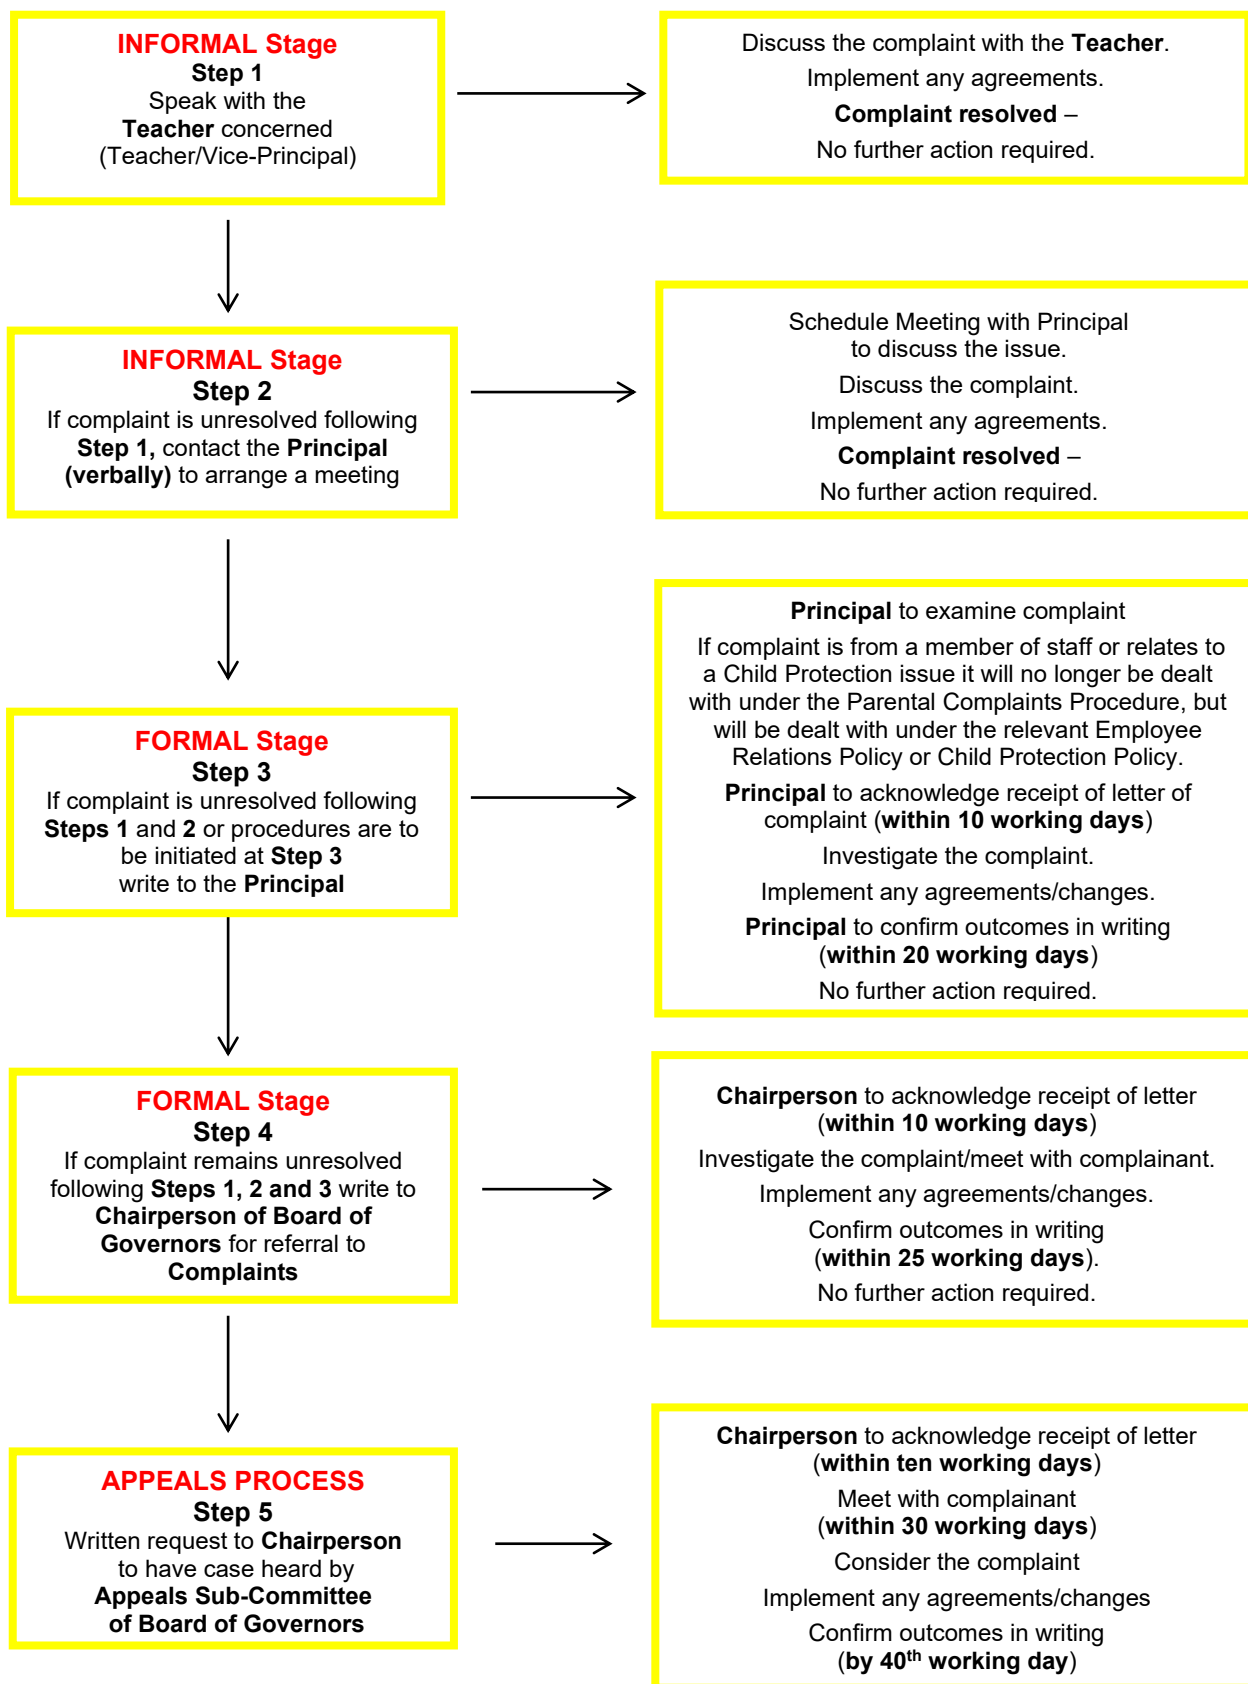 INFORMAL Stage
Step 1
Speak with the
Teacher concerned
(Teacher/Vice-Principal)
Discuss the complaint with the Teacher.
Implement any agreements.
Complaint resolved –
No further action required.
INFORMAL Stage
Step 2
If complaint is unresolved following
Step 1, contact the Principal
(verbally) to arrange a meeting
Schedule Meeting with Principal
to discuss the issue.
Discuss the complaint.
Implement any agreements.
Complaint resolved –
No further action required.
FORMAL Stage
Step 3
If complaint is unresolved following
Steps 1 and 2 or procedures are to
be initiated at Step 3
write to the Principal
Principal to examine complaint
If complaint is from a member of staff or relates to
a Child Protection issue it will no longer be dealt
with under the Parental Complaints Procedure, but
will be dealt with under the relevant Employee
Relations Policy or Child Protection Policy.
Principal to acknowledge receipt of letter of
complaint (within 10 working days)
Investigate the complaint.
Implement any agreements/changes.
Principal to confirm outcomes in writing
(within 20 working days)
No further action required.
FORMAL Stage
Step 4
If complaint remains unresolved
following Steps 1, 2 and 3 write to
Chairperson of Board of
Governors for referral to
Complaints
Chairperson to acknowledge receipt of letter
(within 10 working days)
Investigate the complaint/meet with complainant.
Implement any agreements/changes.
Confirm outcomes in writing
(within 25 working days).
No further action required.
APPEALS PROCESS
Step 5
Written request to Chairperson
to have case heard by
Appeals Sub-Committee
of Board of Governors
Chairperson to acknowledge receipt of letter
(within ten working days)
Meet with complainant
(within 30 working days)
Consider the complaint
Implement any agreements/changes
Confirm outcomes in writing
(by 40th working day)